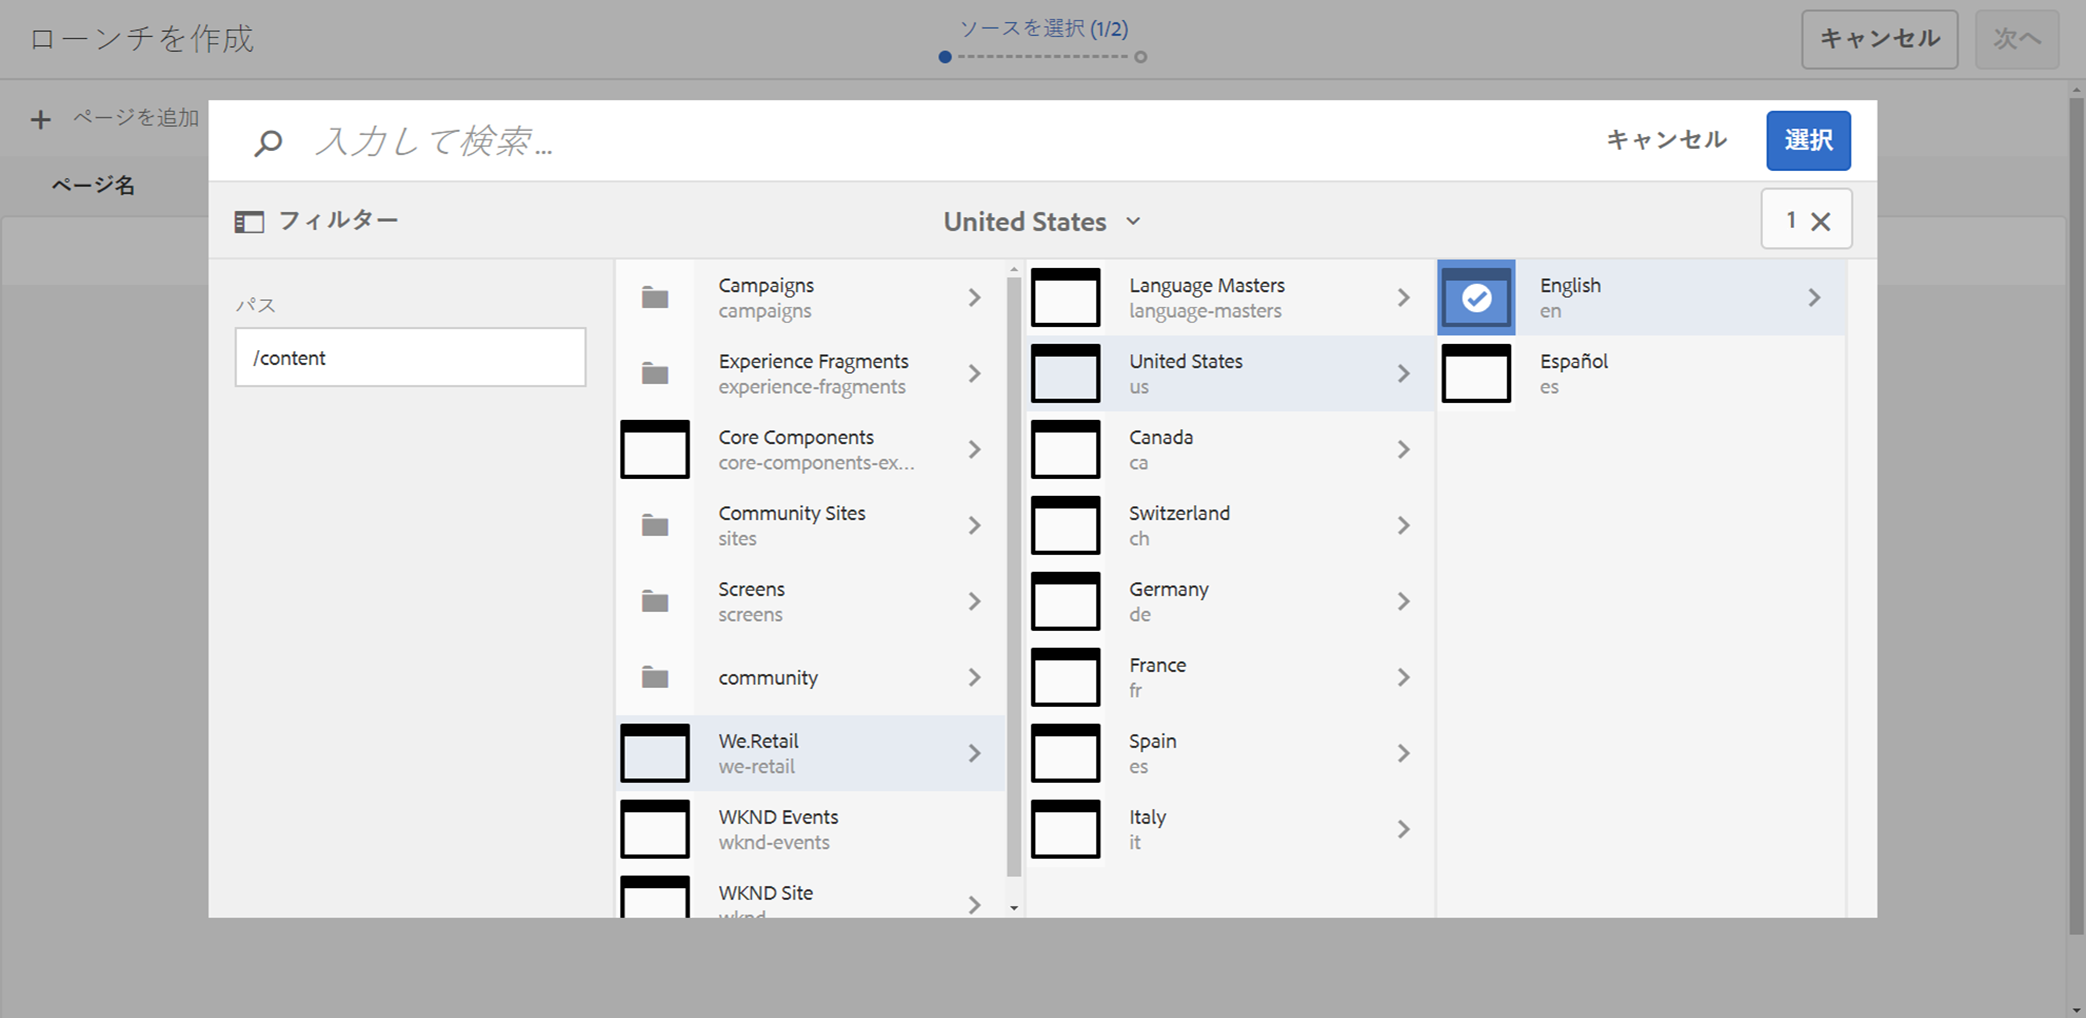 ローンチを作成
ソースを選択 (1/2)
キャンセル
次へ
ページを追加
ページ名
入力して検索...
キャンセル
選択
フィルター
United States
1
パス
/content
Campaigns
campaigns
Experience Fragments
experience-fragments
Core Components
core-components-ex...
Community Sites
sites
Screens
screens
community
We.Retail
we-retail
WKND Events
wknd-events
WKND Site
wknd
Language Masters
language-masters
United States
us
Canada
ca
Switzerland
ch
Germany
de
France
fr
Spain
es
Italy
it
English
en
Español
es